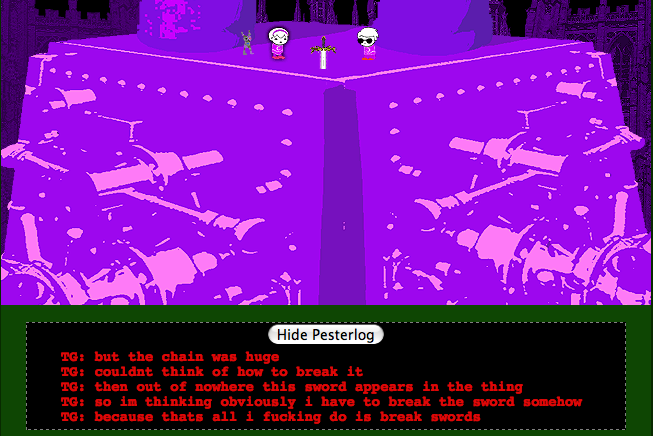 Hide Pesterlog
TG: but the chain was huge
TG: couldnt think of how to break it
TG: then out of nowhere this sword appears in the thing
TG: so im thinking obviously i have to break the sword somehow
TG: because thats all i fucking do is break swords